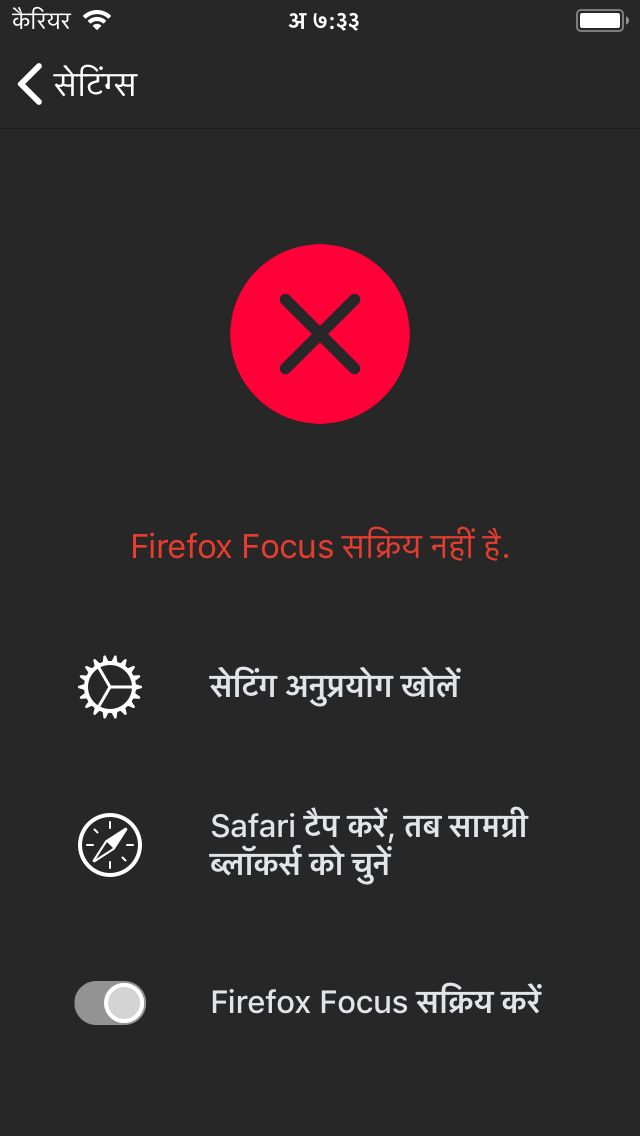 कैरियर अ ७:३३
सेटिंग्स
Firefox Focus सक्रिय नहीं है.
सेटिंग अनुप्रयोग खोलें
Safari टैप करें, तब सामग्री
ब्लॉकर्स को चुनें
Firefox Focus सक्रिय करें